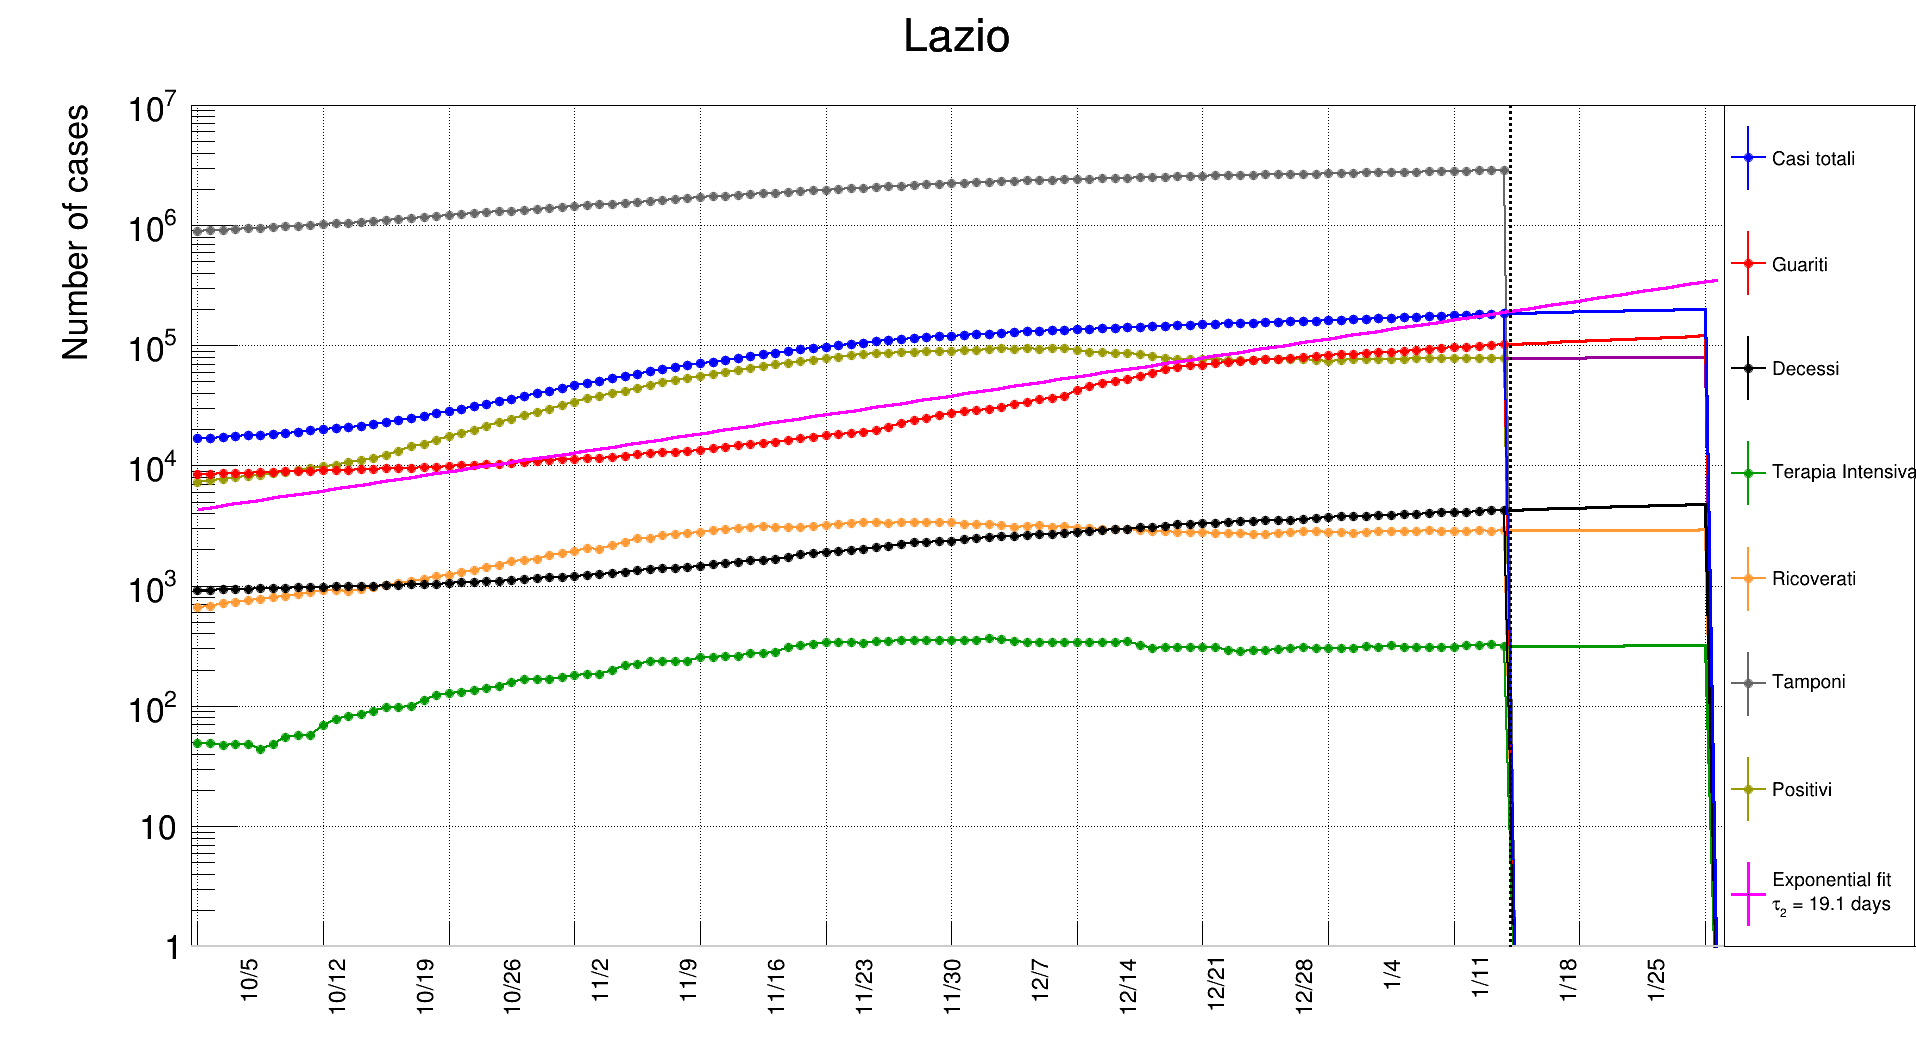 Lazio
Number of cases
10^7
10^6
10^5
10^4
10^3
10^2
10
1
10/5
10/12
10/19
10/26
11/2
11/9
11/16
11/23
11/30
12/7
12/14
12/21
12/28
1/4
1/11
1/18
1/25
Casi totali
Guariti
Decessi
Terapia Intensiva
Ricoverati
Tamponi
Positivi
Exponential fit
τ₂ = 19.1 days